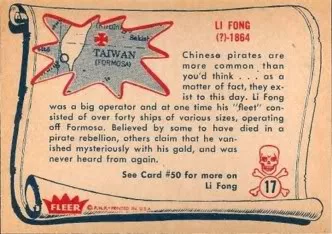 LI FONG
(?)-1864
TAIWAN
(FORMOSA)
Chinese pirates are
more common than
you'd think . . . as a
matter of fact, they ex-
ist to this day. Li Fong
was a big operator and at one time his "fleet" con-
sisted of over forty ships of various sizes, operating
off Formosa. Believed by some to have died in a
pirate rebellion, others claim that he van-
ished mysteriously with his gold, and was
never heard from again.
See Card #50 for more on
Li Fong
17
FLEER
PRINTED IN U.S.A.